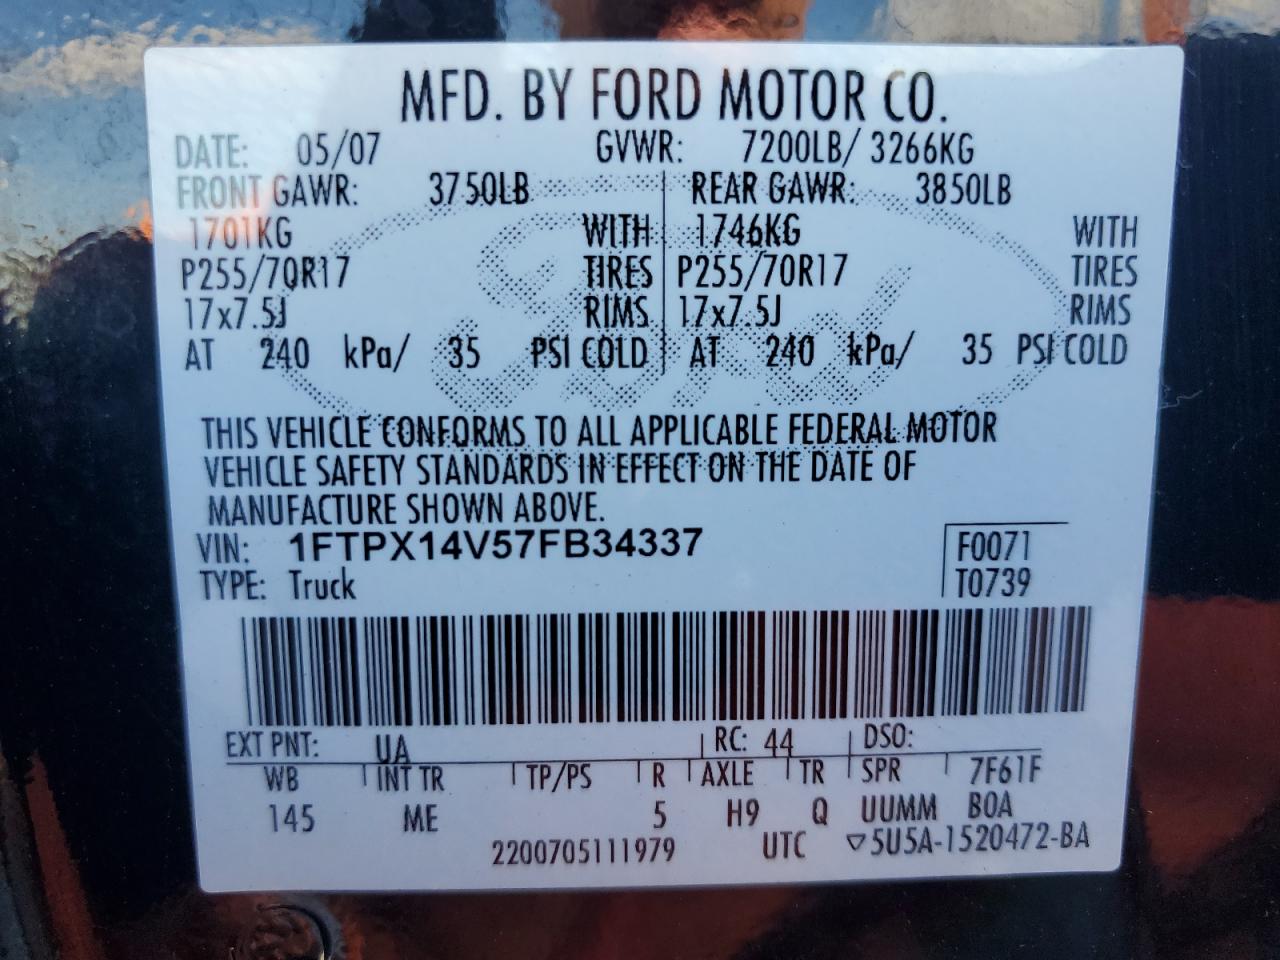 MFD. BY FORD MOTOR CO.
DATE: 05/07 GVWR: 7200LB/ 3266KG
FRONT GAWR: 3750LB REAR GAWR: 3850LB
1701KG WITH 1746KG WITH
P255/70R17 TIRES P255/70R17 TIRES
17x7.5J RIMS 17x7.5J RIMS
AT 240 kPa/ 35 PSI COLD AT 240 kPa/ 35 PSI COLD
Ford
THIS VEHICLE CONFORMS TO ALL APPLICABLE FEDERAL MOTOR
VEHICLE SAFETY STANDARDS IN EFFECT ON THE DATE OF
MANUFACTURE SHOWN ABOVE.
VIN: 1FTPX14V57FB34337 F0071
TYPE: Truck T0739
EXT PNT: UA RC: 44 DSO:
WB INT TR TP/PS R AXLE TR SPR 7F61F
145 ME 5 H9 Q UUMM BOA
2200705111979 UTC ▽5U5A-1520472-BA